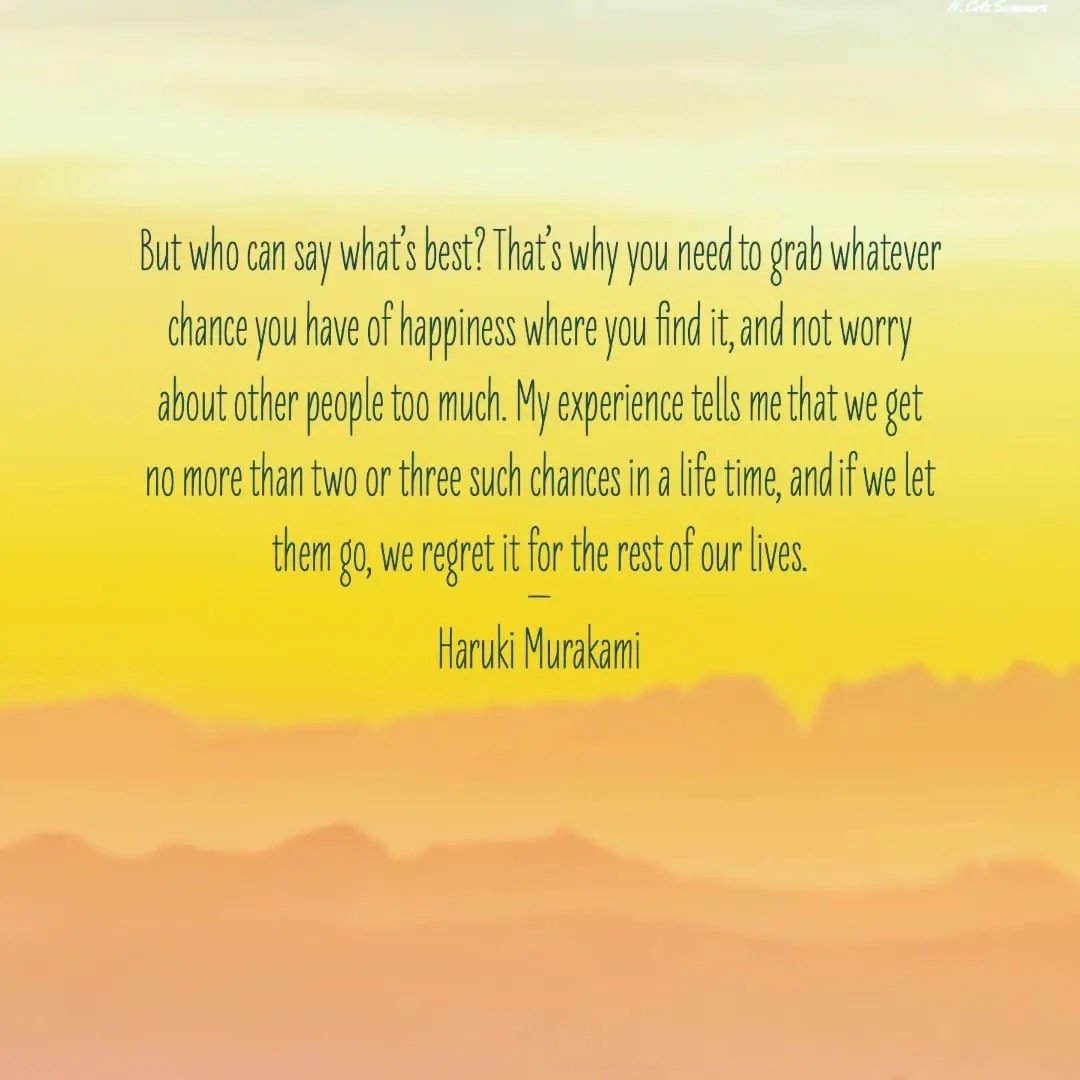 But who can say what's best? That's why you need to grab whatever
chance you have of happiness where you find it, and not worry
about other people too much. My experience tells me that we get
no more than two or three such chances in a life time, and if we let
them go, we regret it for the rest of our lives.
—
Haruki Murakami